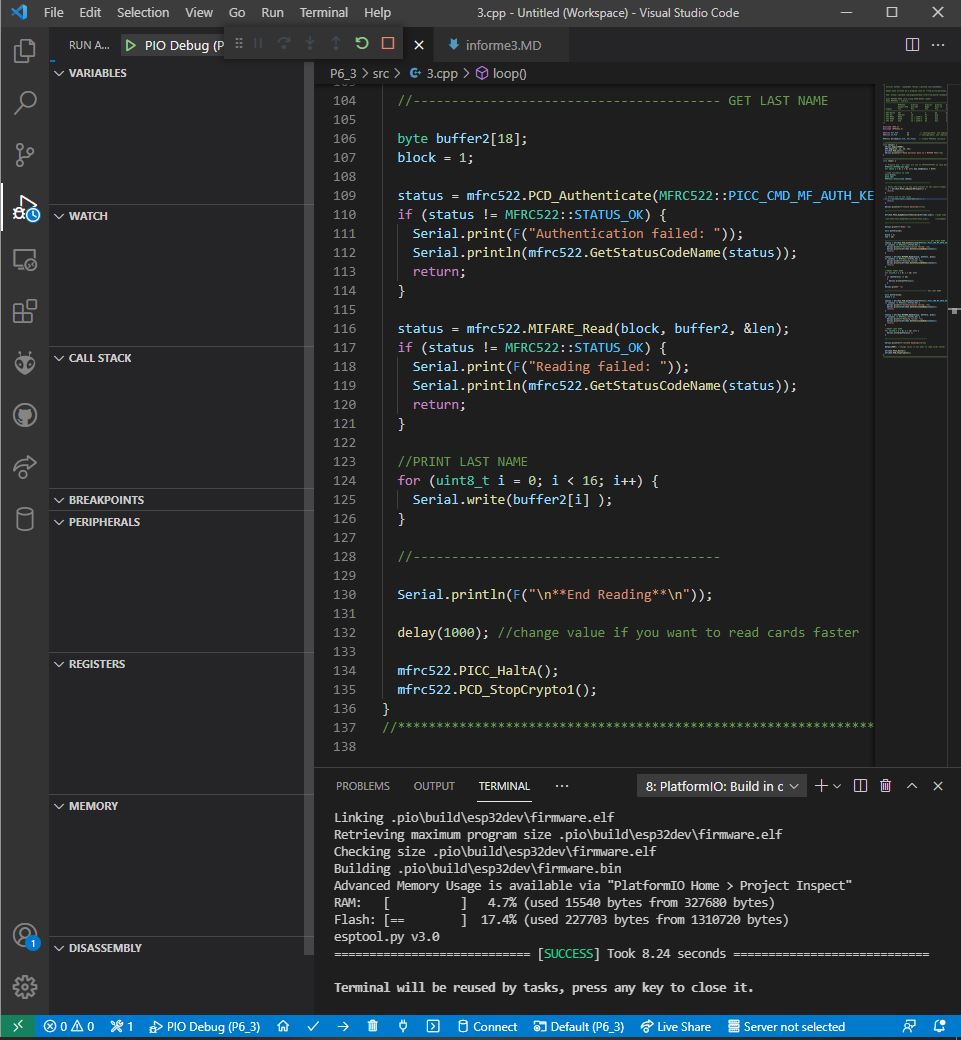 File Edit Selection View Go Run Terminal Help 3.cpp - Untitled (Workspace) - Visual Studio Code
RUN A... PIO Debug (P informe3.MD
P6_3 > src > 3.cpp > loop()
VARIABLES
WATCH
CALL STACK
BREAKPOINTS
PERIPHERALS
REGISTERS
MEMORY
DISASSEMBLY
104 //---------------------------------------- GET LAST NAME
105
106 byte buffer2[18];
107 block = 1;
108
109 status = mfrc522.PCD_Authenticate(MFRC522::PICC_CMD_MF_AUTH_KE
110 if (status != MFRC522::STATUS_OK) {
111 Serial.print(F("Authentication failed: "));
112 Serial.println(mfrc522.GetStatusCodeName(status));
113 return;
114 }
115
116 status = mfrc522.MIFARE_Read(block, buffer2, &len);
117 if (status != MFRC522::STATUS_OK) {
118 Serial.print(F("Reading failed: "));
119 Serial.println(mfrc522.GetStatusCodeName(status));
120 return;
121 }
122
123 //PRINT LAST NAME
124 for (uint8_t i = 0; i < 16; i++) {
125 Serial.write(buffer2[i] );
126 }
127
128 //----------------------------------------
129
130 Serial.println(F("\n**End Reading**\n"));
131
132 delay(1000); //change value if you want to read cards faster
133
134 mfrc522.PICC_HaltA();
135 mfrc522.PCD_StopCrypto1();
136 }
137 //**************************************************************
138
PROBLEMS OUTPUT TERMINAL ··· 8: PlatformIO: Build in c
Linking .pio\build\esp32dev\firmware.elf
Retrieving maximum program size .pio\build\esp32dev\firmware.elf
Checking size .pio\build\esp32dev\firmware.elf
Building .pio\build\esp32dev\firmware.bin
Advanced Memory Usage is available via "PlatformIO Home > Project Inspect"
RAM: [ ] 4.7% (used 15540 bytes from 327680 bytes)
Flash: [== ] 17.4% (used 227703 bytes from 1310720 bytes)
esptool.py v3.0
============================ [SUCCESS] Took 8.24 seconds ============================
Terminal will be reused by tasks, press any key to close it.
1
0 0 1 PIO Debug (P6_3) Connect Default (P6_3) Live Share Server not selected